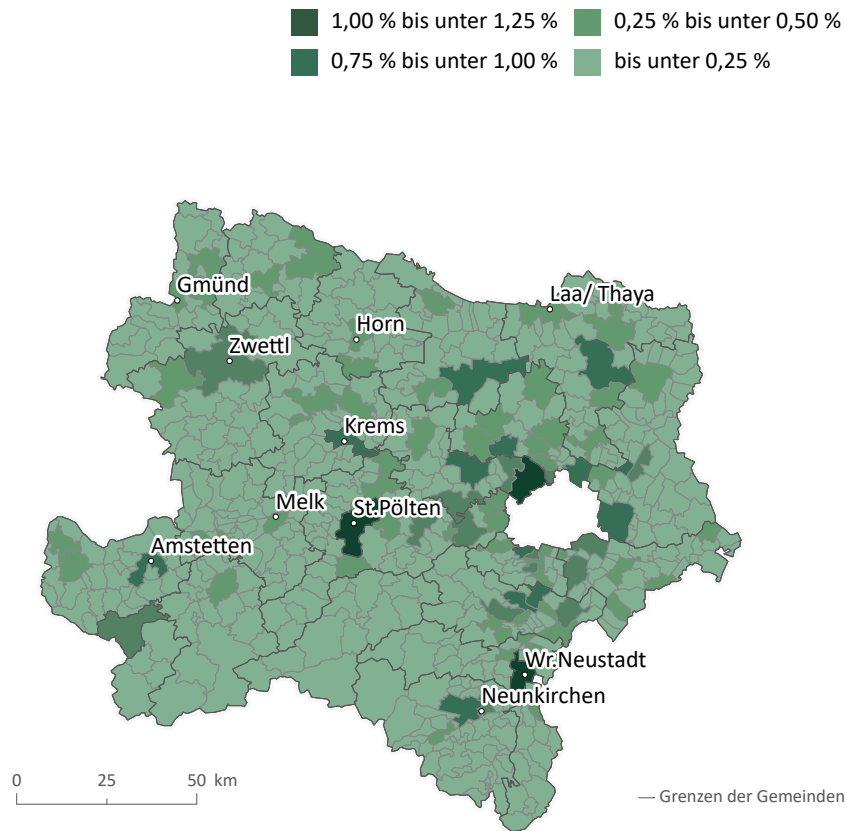 1,00 % bis unter 1,25 %
0,25 % bis unter 0,50 %
0,75 % bis unter 1,00 %
bis unter 0,25 %
Gmünd
Laa/ Thaya
Horn
Zwettl
Krems
Melk
St.Pölten
Amstetten
Wr.Neustadt
Neunkirchen
0 25 50 km
Grenzen der Gemeinden